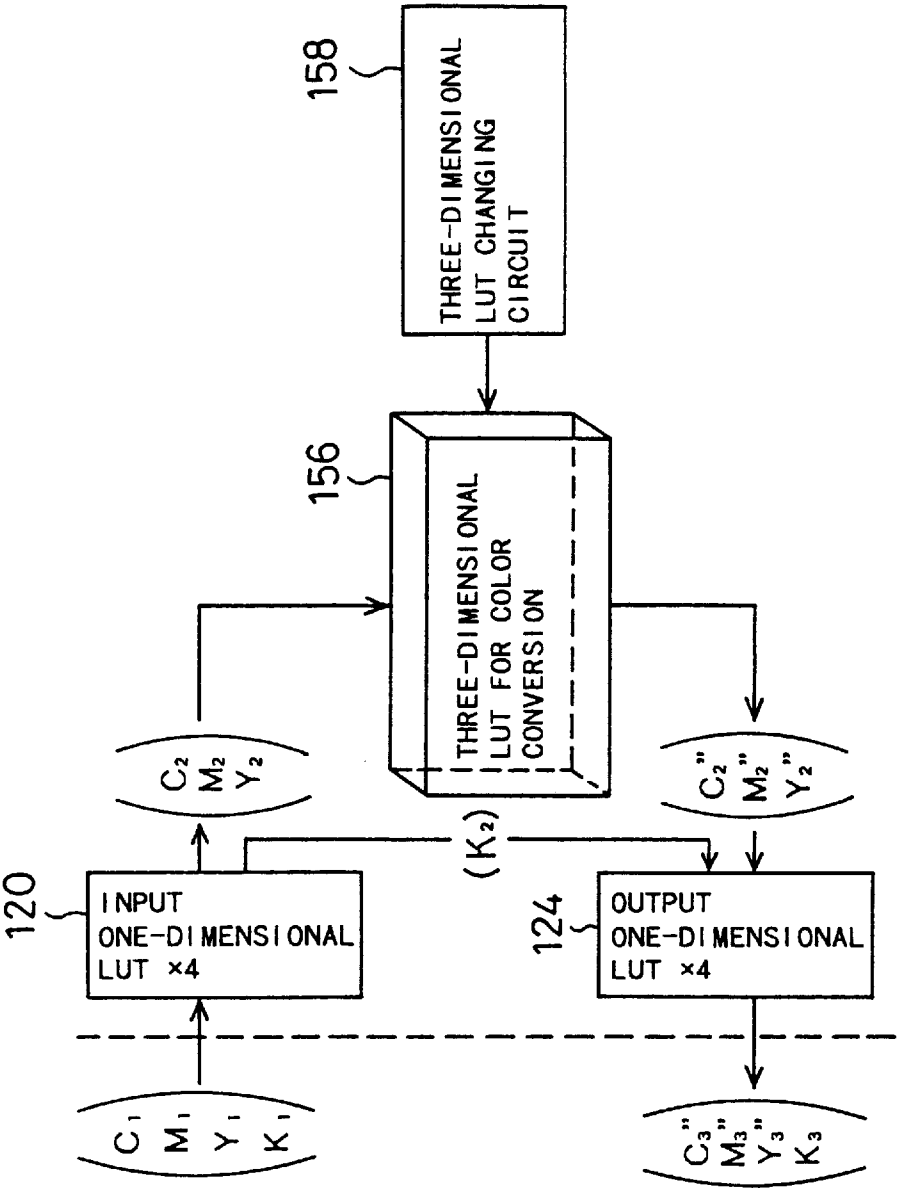 C₁
M₁
Y₁
K₁
120
INPUT
ONE-DIMENSIONAL
LUT ×4
C₂
M₂
Y₂
(K₂)
156
THREE-DIMENSIONAL
LUT FOR COLOR
CONVERSION
158
THREE-DIMENSIONAL
LUT CHANGING
CIRCUIT
C₂"
M₂"
Y₂"
124
OUTPUT
ONE-DIMENSIONAL
LUT ×4
C₃"
M₃"
Y₃"
K₃